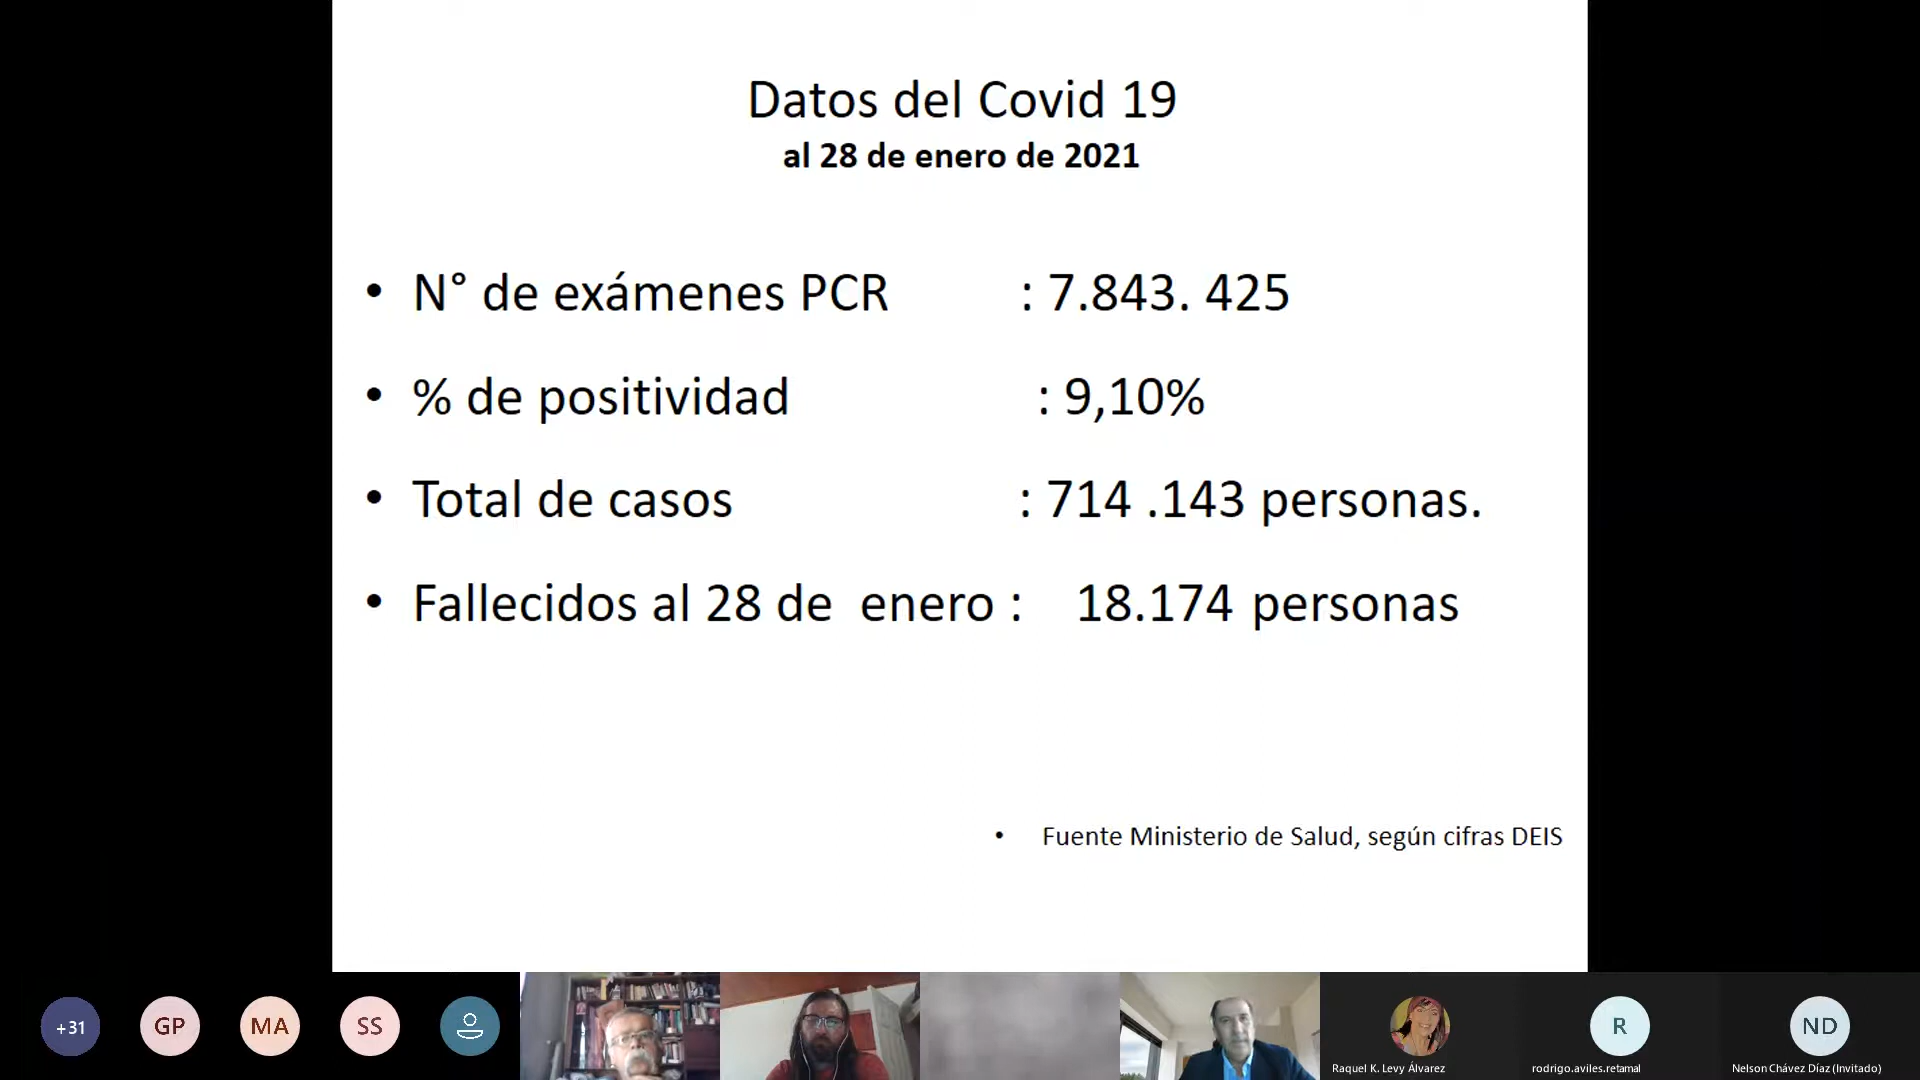 Datos del Covid 19
al 28 de enero de 2021
• N° de exámenes PCR : 7.843. 425
• % de positividad : 9,10%
• Total de casos : 714 .143 personas.
• Fallecidos al 28 de enero : 18.174 personas
• Fuente Ministerio de Salud, según cifras DEIS
+31
GP
MA
SS
R
ND
Raquel K. Levy Álvarez
rodrigo.aviles.retamal
Nelson Chávez Díaz (Invitado)